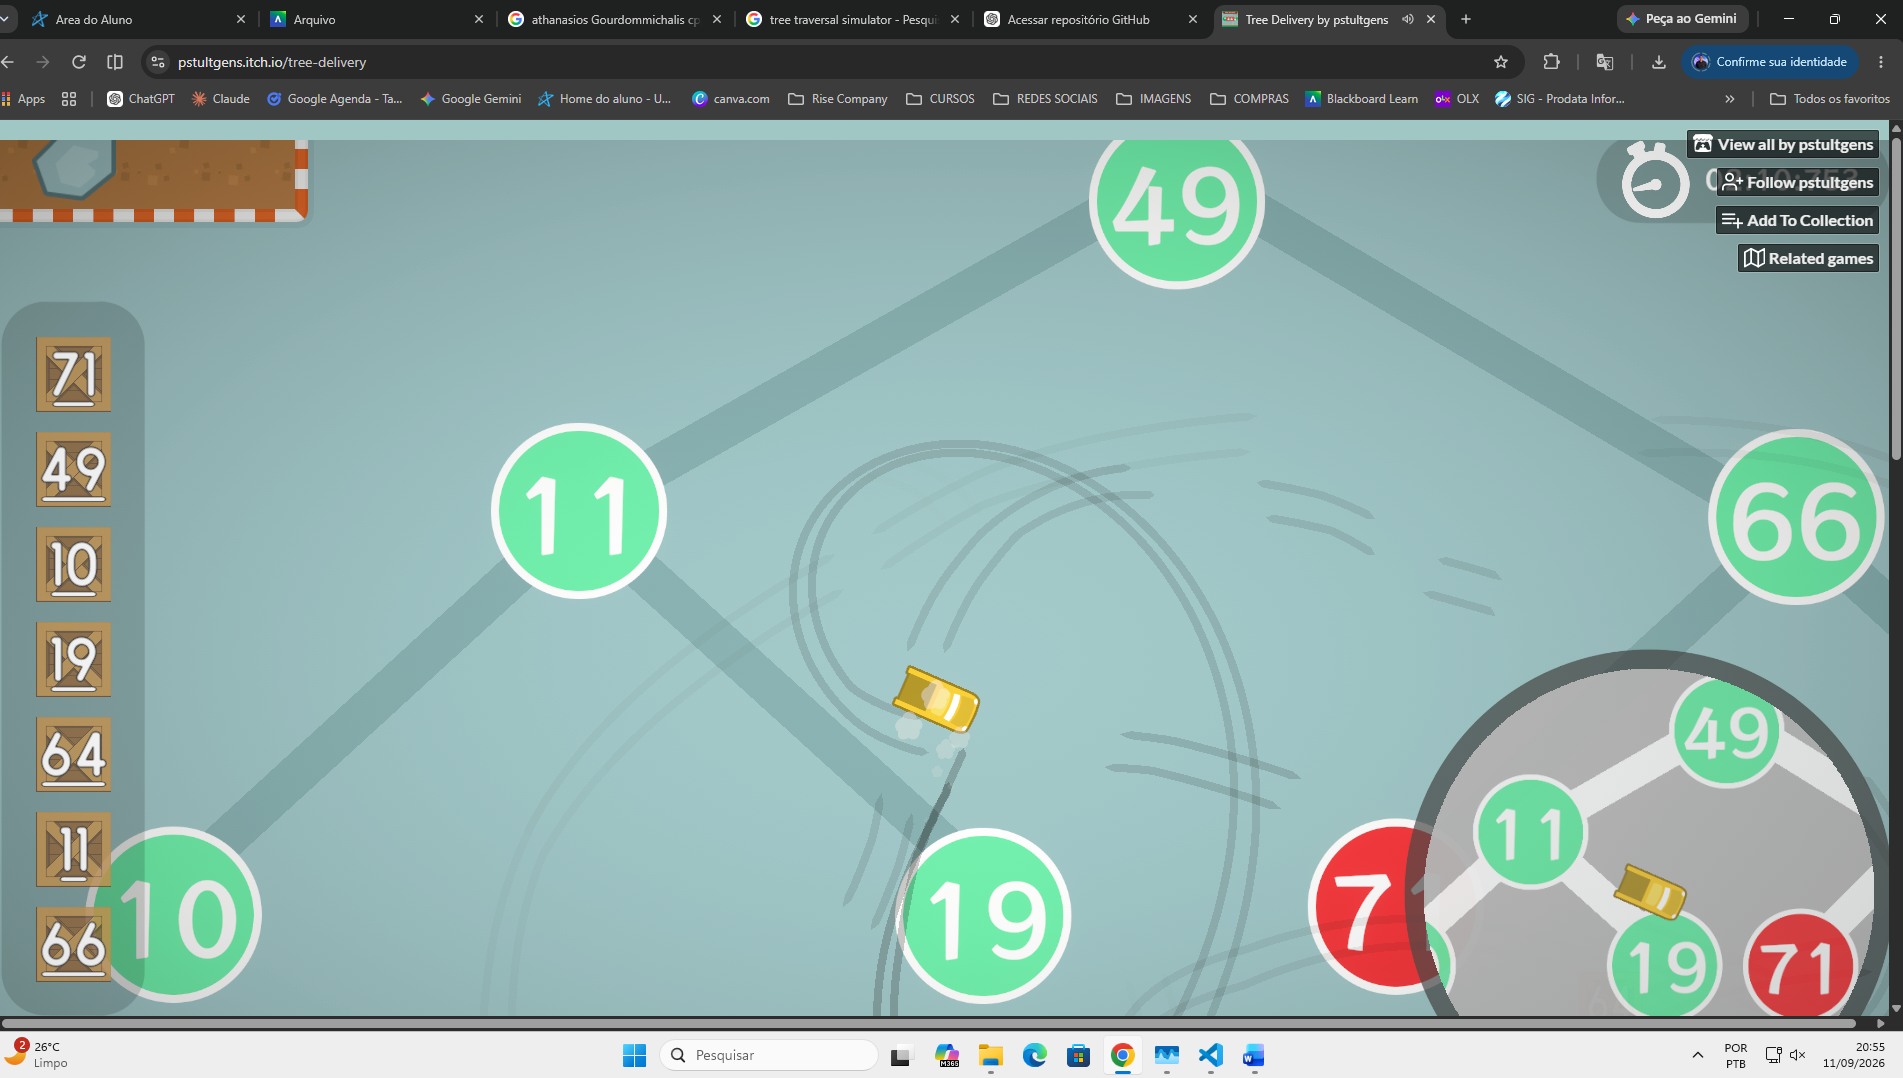 Area do Aluno
Arquivo
athanasios Gourdommichalis cp
tree traversal simulator - Pesqui
Acessar repositório GitHub
Tree Delivery by pstultgens
Peça ao Gemini
pstultgens.itch.io/tree-delivery
Confirme sua identidade
Apps
ChatGPT
Claude
Google Agenda - Ta...
Google Gemini
Home do aluno - U...
canva.com
Rise Company
CURSOS
REDES SOCIAIS
IMAGENS
COMPRAS
Blackboard Learn
OLX
SIG - Prodata Infor...
Todos os favoritos
View all by pstultgens
Follow pstultgens
Add To Collection
Related games
49
11
66
71
49
10
19
64
11
66
10
19
7
49
11
19
71
2
26°C
Limpo
Pesquisar
M365
POR
PTB
20:55
11/09/2026